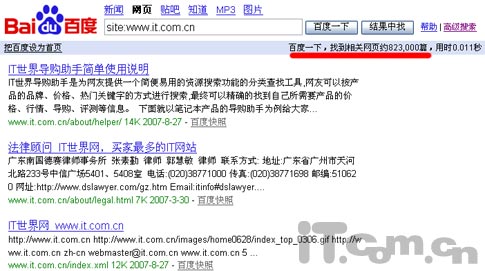 新闻 网页 贴吧 知道 MP3 图片
Bai du 百度 site:www.it.com.cn 百度一下 结果中找 帮助 | 高级搜索
把百度设为首页 百度一下，找到相关网页约823,000篇，用时0.011秒
IT世界导购助手简单使用说明
IT世界导购助手是为网友提供一个简便易用的货源搜索功能的分类查找工具,网友可以按产
品的品牌、价格、热门关键字的方式进行搜索,最终可以精确的找到自己所需要产品的价
格、行情、导购、评测等信息。 下面就以笔记本产品的导购助手为例给大家...
www.it.com.cn/about/helper/ 14K 2007-8-27 - 百度快照
法律顾问 IT世界网，买家最多的IT网站
广东南国德赛律师事务所 张素勤 律师 郭慧敏 律师 联系方式: 地址:广东省广州市天河
北路233号中信广场5401、5408室 电话:(020)38771000 传真:(020)38771698 邮编:51062
0 网址:http://www.dslawyer.com/gz.htm Email:itinfo#dslawyer....
www.it.com.cn/about/legal.html 7K 2007-3-30 - 百度快照
IT世界网 www.it.com.cn
http://www.it.com.cn/images/home0628/index_top_0306.gif http://w
ww.it.com.cn zh-cn webmaster@it.com.cn www.it.com.cn 5 ...
www.it.com.cn/index.xml 12K 2007-8-27 - 百度快照
iT.com.cn